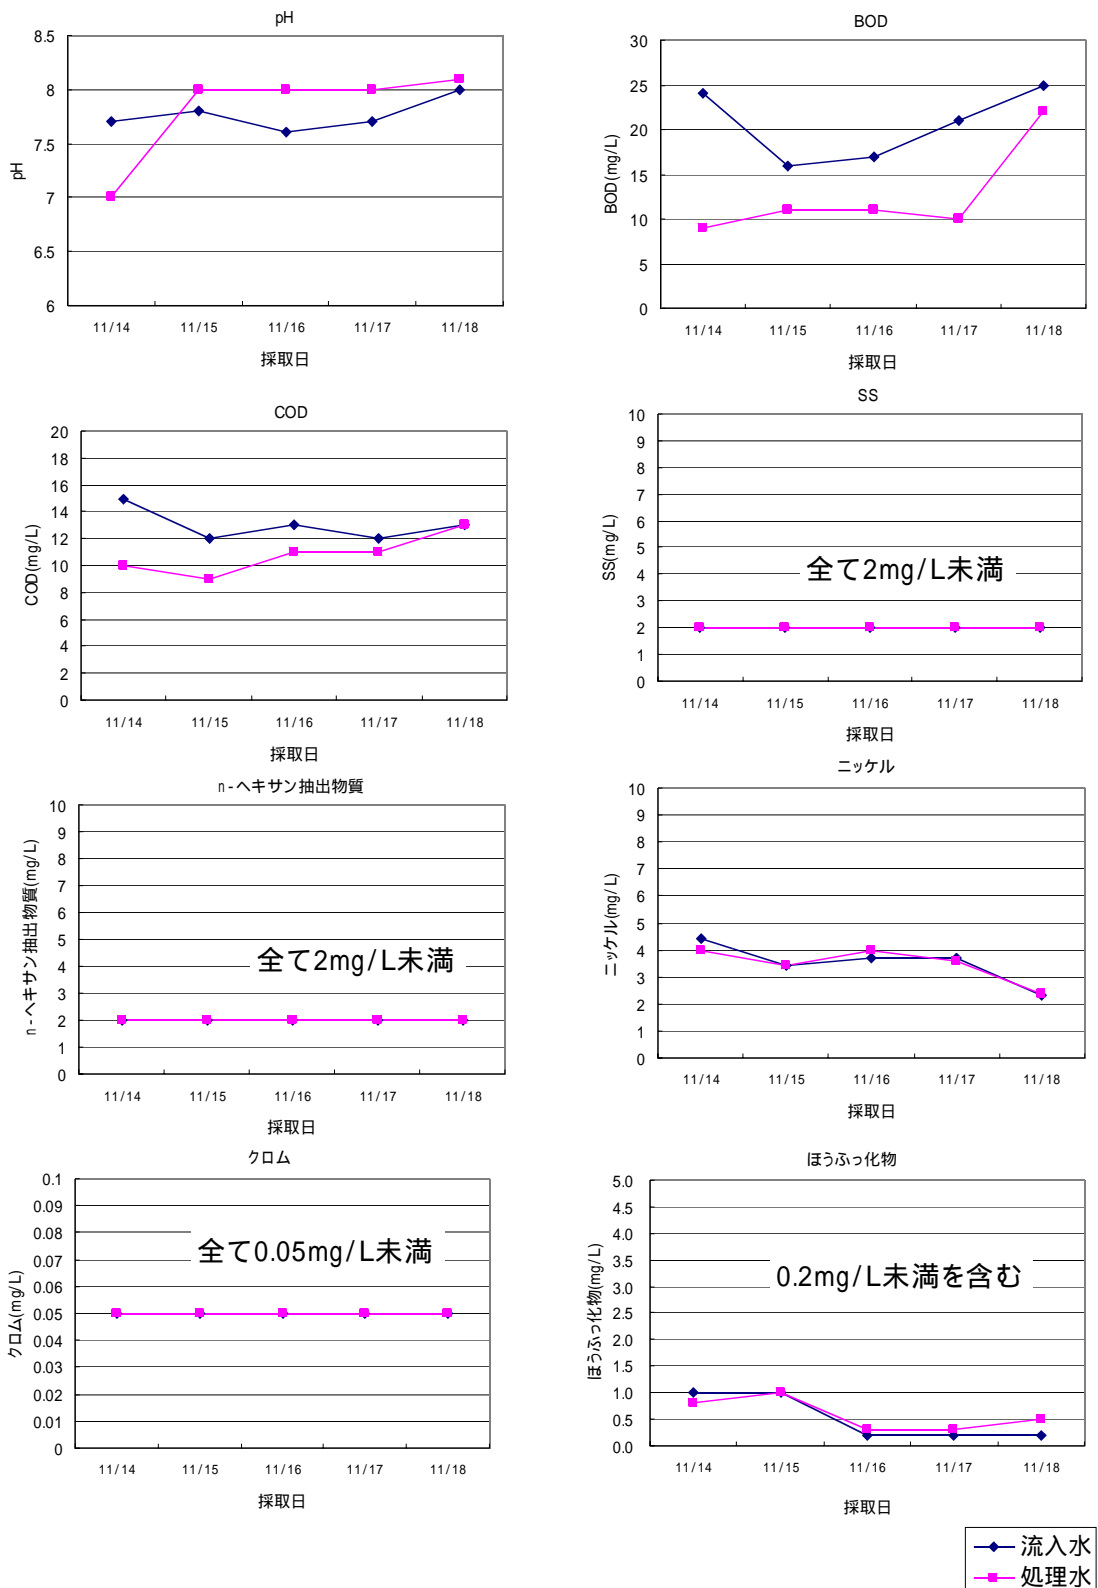 pH
8.5
8
7.5
7
6.5
6
pH
11/14 11/15 11/16 11/17 11/18
採取日
BOD
30
25
20
15
10
5
0
BOD(mg/L)
11/14 11/15 11/16 11/17 11/18
採取日
COD
20
18
16
14
12
10
8
6
4
2
0
COD(mg/L)
11/14 11/15 11/16 11/17 11/18
採取日
SS
10
9
8
7
6
5
4
3
2
1
0
SS(mg/L)
全て2mg/L未満
11/14 11/15 11/16 11/17 11/18
採取日
n-ヘキサン抽出物質
10
9
8
7
6
5
4
3
2
1
0
n-ヘキサン抽出物質(mg/L)
全て2mg/L未満
11/14 11/15 11/16 11/17 11/18
採取日
ニッケル
10
9
8
7
6
5
4
3
2
1
0
ニッケル(mg/L)
11/14 11/15 11/16 11/17 11/18
採取日
クロム
0.1
0.09
0.08
0.07
0.06
0.05
0.04
0.03
0.02
0.01
0
クロム(mg/L)
全て0.05mg/L未満
11/14 11/15 11/16 11/17 11/18
採取日
ほうふっ化物
5.0
4.5
4.0
3.5
3.0
2.5
2.0
1.5
1.0
0.5
0.0
ほうふっ化物(mg/L)
0.2mg/L未満を含む
11/14 11/15 11/16 11/17 11/18
採取日
流入水
処理水